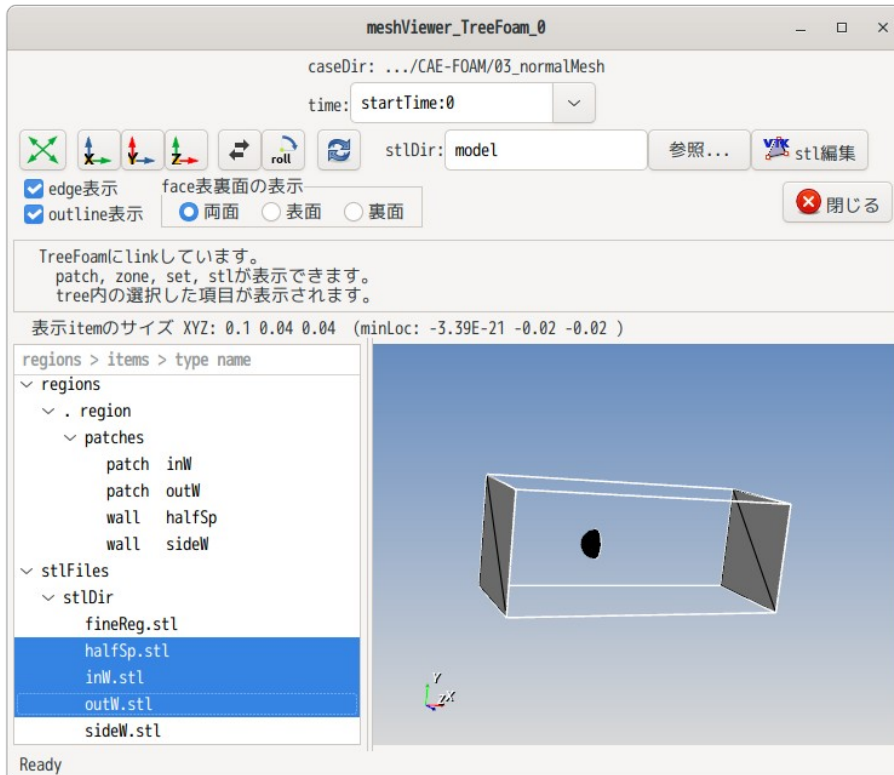 meshViewer_TreeFoam_0
caseDir: .../CAE-FOAM/03_normalMesh
time: startTime:0
X Y Z roll stlDir: model 参照... VTK stl編集
edge表示 face表裏面の表示
outline表示 両面 表面 裏面 閉じる
TreeFoamにlinkしています。
patch, zone, set, stlが表示できます。
tree内の選択した項目が表示されます。
表示itemのサイズ XYZ: 0.1 0.04 0.04 (minLoc: -3.39E-21 -0.02 -0.02 )
regions > items > type name
regions
. region
patches
patch inW
patch outW
wall halfSp
wall sideW
stlFiles
stlDir
fineReg.stl
halfSp.stl
inW.stl
outW.stl
sideW.stl
Y
Z X
Ready